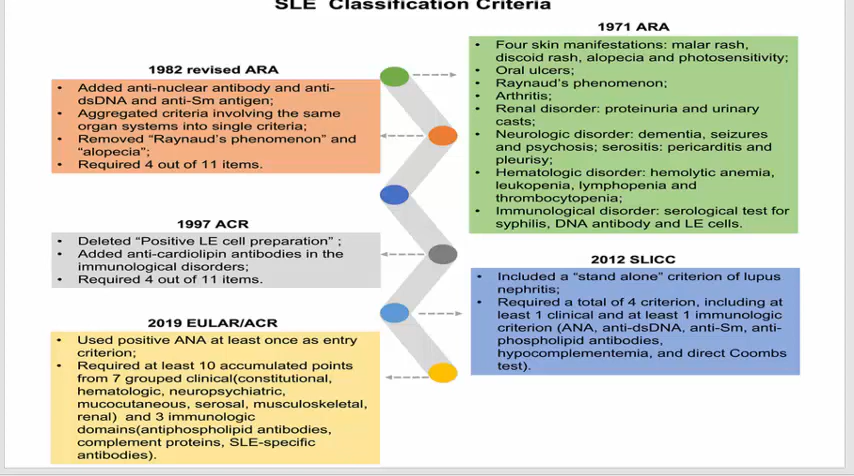 SLE Classification Criteria
1971 ARA
• Four skin manifestations: malar rash,
discoid rash, alopecia and photosensitivity;
• Oral ulcers;
• Raynaud's phenomenon;
• Arthritis;
• Renal disorder: proteinuria and urinary
casts;
• Neurologic disorder: dementia, seizures
and psychosis; serositis: pericarditis and
pleurisy;
• Hematologic disorder: hemolytic anemia,
leukopenia, lymphopenia and
thrombocytopenia;
• Immunological disorder: serological test for
syphilis, DNA antibody and LE cells.
1982 revised ARA
• Added anti-nuclear antibody and anti-
dsDNA and anti-Sm antigen;
• Aggregated criteria involving the same
organ systems into single criteria;
• Removed “Raynaud's phenomenon” and
“alopecia”;
• Required 4 out of 11 items.
1997 ACR
• Deleted “Positive LE cell preparation” ;
• Added anti-cardiolipin antibodies in the
immunological disorders;
• Required 4 out of 11 items.
2012 SLICC
• Included a “stand alone” criterion of lupus
nephritis;
• Required a total of 4 criterion, including at
least 1 clinical and at least 1 immunologic
criterion (ANA, anti-dsDNA, anti-Sm, anti-
phospholipid antibodies,
hypocomplementemia, and direct Coombs
test).
2019 EULAR/ACR
• Used positive ANA at least once as entry
criterion;
• Required at least 10 accumulated points
from 7 grouped clinical(constitutional,
hematologic, neuropsychiatric,
mucocutaneous, serosal, musculoskeletal,
renal) and 3 immunologic
domains(antiphospholipid antibodies,
complement proteins, SLE-specific
antibodies).